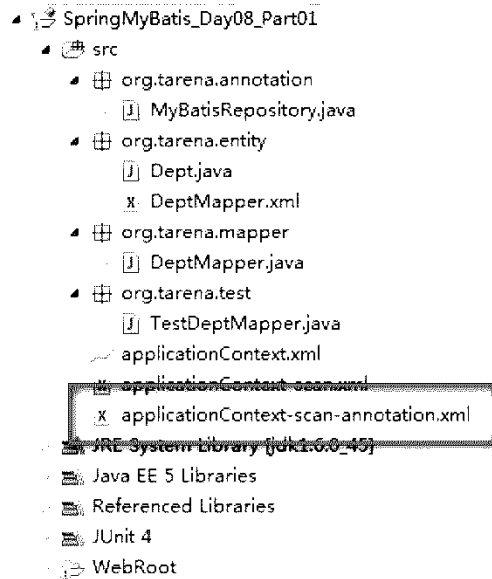 SpringMyBatis_Day08_Part01
src
org.tarena.annotation
MyBatisRepository.java
org.tarena.entity
Dept.java
DeptMapper.xml
org.tarena.mapper
DeptMapper.java
org.tarena.test
TestDeptMapper.java
applicationContext.xml
applicationContext-scan.xml
applicationContext-scan-annotation.xml
JRE System Library [jdk1.6.0_45]
Java EE 5 Libraries
Referenced Libraries
JUnit 4
WebRoot